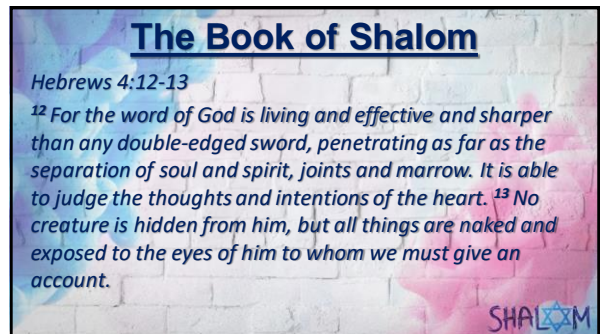 The Book of Shalom
Hebrews 4:12-13
12 For the word of God is living and effective and sharper
than any double-edged sword, penetrating as far as the
separation of soul and spirit, joints and marrow. It is able
to judge the thoughts and intentions of the heart. 13 No
creature is hidden from him, but all things are naked and
exposed to the eyes of him to whom we must give an
account.
SHALOM